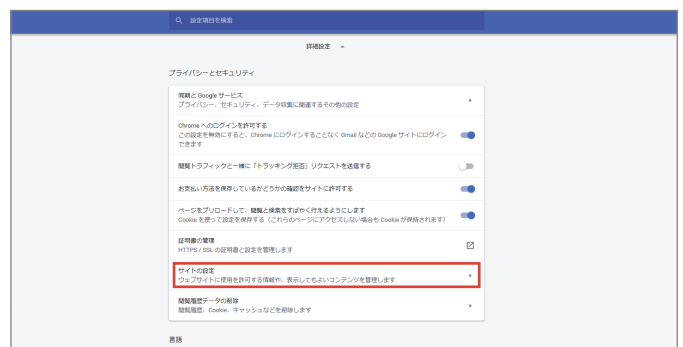 設定項目を検索
詳細設定
プライバシーとセキュリティ
同期と Google サービス
プライバシー、セキュリティ、データ収集に関連するその他の設定
Chrome へのログインを許可する
この設定を無効にすると、Chrome にログインすることなく Gmail などの Google サイトにログイン
できます
閲覧トラフィックと一緒に「トラッキング拒否」リクエストを送信する
お支払い方法を保存しているかどうかの確認をサイトに許可する
ページをプリロードして、閲覧と検索をすばやく行えるようにします
Cookie を使って設定を保存する（これらのページにアクセスしない場合も Cookie が保持されます）
証明書の管理
HTTPS / SSL の証明書と設定を管理します
サイトの設定
ウェブサイトに使用を許可する情報や、表示してもよいコンテンツを管理します
閲覧履歴データの削除
閲覧履歴、Cookie、キャッシュなどを削除します
言語